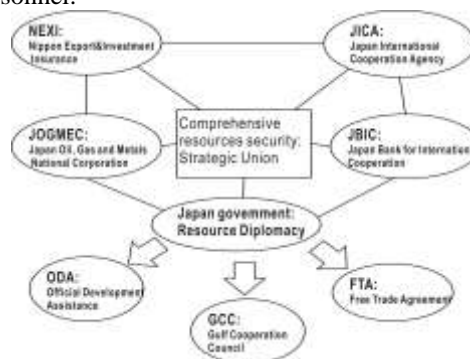 sonner.
NEXI:
Nippon Export&Investment
Insurance
JICA:
Japan International
Cooperation Agency
JOGMEC:
Japan Oil, Gas and Metals
National Corporation
Comprehensive
resources security:
Strategic Union
JBIC:
Japan Bank for Internation
Cooperation
Japan govemment:
Resource Diplomacy
ODA:
Official Development
Assistance
GCC:
Gulf Cooperation
Council
FTA:
Free Trade Agreement